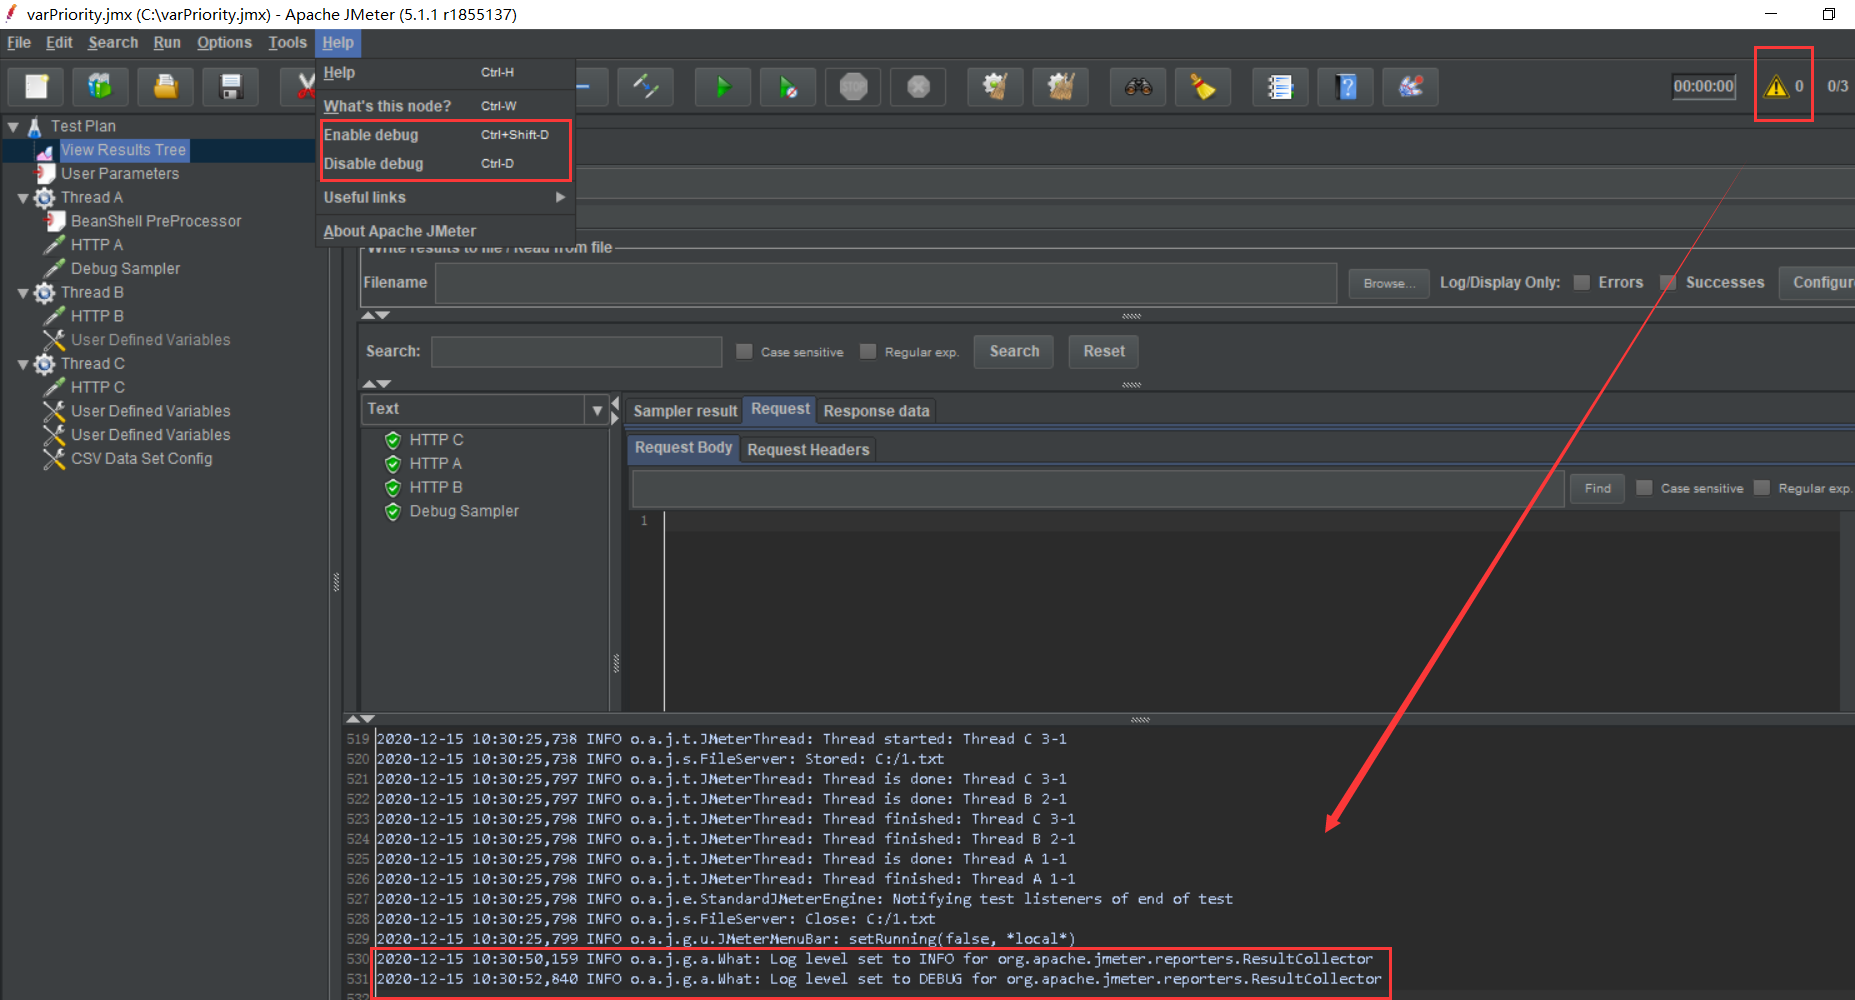 varPriority.jmx (C:\varPriority.jmx) - Apache JMeter (5.1.1 r1855137)
File Edit Search Run Options Tools Help
STOP 00:00:00 0 0/3
Help Ctrl-H
What's this node? Ctrl-W
Enable debug Ctrl+Shift-D
Disable debug Ctrl-D
Useful links
About Apache JMeter
Test Plan
View Results Tree
User Parameters
Thread A
BeanShell PreProcessor
HTTP A
Debug Sampler
Thread B
HTTP B
User Defined Variables
Thread C
HTTP C
User Defined Variables
User Defined Variables
CSV Data Set Config
Write results to file / Read from file
Filename Browse... Log/Display Only: Errors Successes Configure
Search: Case sensitive Regular exp. Search Reset
Text
HTTP C
HTTP A
HTTP B
Debug Sampler
Sampler result Request Response data
Request Body Request Headers
Find Case sensitive Regular exp.
1
519 2020-12-15 10:30:25,738 INFO o.a.j.t.JMeterThread: Thread started: Thread C 3-1
520 2020-12-15 10:30:25,738 INFO o.a.j.s.FileServer: Stored: C:/1.txt
521 2020-12-15 10:30:25,797 INFO o.a.j.t.JMeterThread: Thread is done: Thread C 3-1
522 2020-12-15 10:30:25,797 INFO o.a.j.t.JMeterThread: Thread is done: Thread B 2-1
523 2020-12-15 10:30:25,798 INFO o.a.j.t.JMeterThread: Thread finished: Thread C 3-1
524 2020-12-15 10:30:25,798 INFO o.a.j.t.JMeterThread: Thread finished: Thread B 2-1
525 2020-12-15 10:30:25,798 INFO o.a.j.t.JMeterThread: Thread is done: Thread A 1-1
526 2020-12-15 10:30:25,798 INFO o.a.j.t.JMeterThread: Thread finished: Thread A 1-1
527 2020-12-15 10:30:25,798 INFO o.a.j.e.StandardJMeterEngine: Notifying test listeners of end of test
528 2020-12-15 10:30:25,798 INFO o.a.j.s.FileServer: Close: C:/1.txt
529 2020-12-15 10:30:25,799 INFO o.a.j.g.u.JMeterMenuBar: setRunning(false, *local*)
530 2020-12-15 10:30:50,159 INFO o.a.j.g.a.What: Log level set to INFO for org.apache.jmeter.reporters.ResultCollector
531 2020-12-15 10:30:52,840 INFO o.a.j.g.a.What: Log level set to DEBUG for org.apache.jmeter.reporters.ResultCollector
532